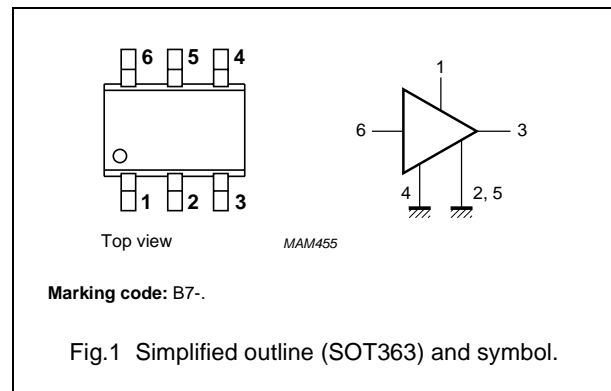 6 5 4
1 2 3
Top view
MAM455
1
6
3
4
2, 5
Marking code: B7-.
Fig.1 Simplified outline (SOT363) and symbol.